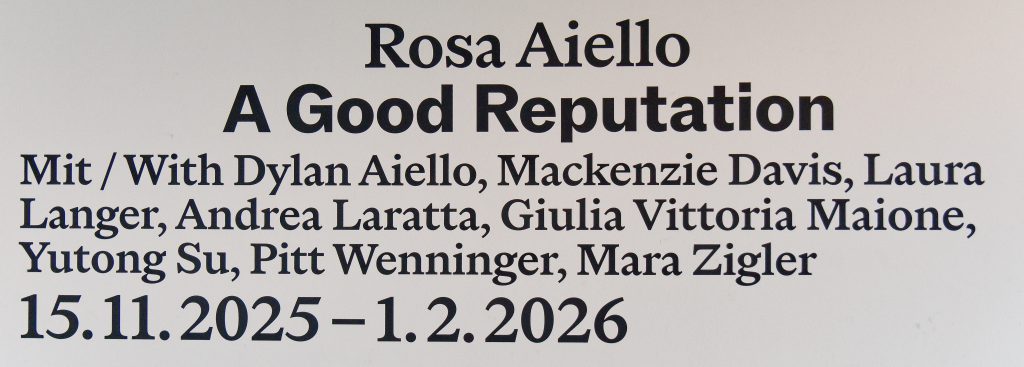 Rosa Aiello
A Good Reputation
Mit / With Dylan Aiello, Mackenzie Davis, Laura
Langer, Andrea Laratta, Giulia Vittoria Maione,
Yutong Su, Pitt Wenninger, Mara Zigler
15. 11. 2025 – 1. 2. 2026